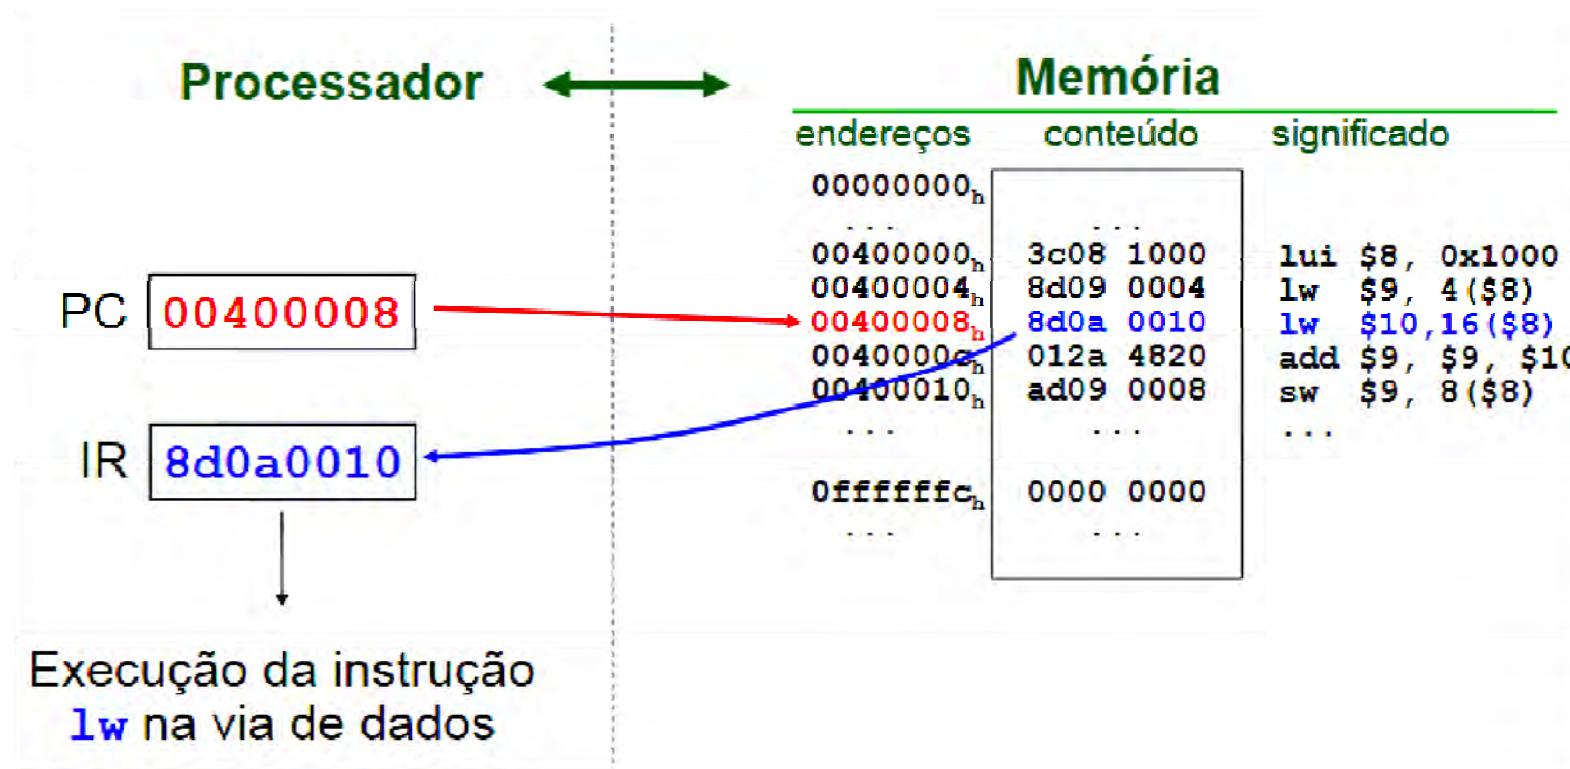 Processador
Memória
endereços conteúdo significado
00000000h
... ...
00400000h 3c08 1000 lui $8, 0x1000
00400004h 8d09 0004 lw $9, 4($8)
PC 00400008 00400008h 8d0a 0010 lw $10,16($8)
0040000ch 012a 4820 add $9, $9, $10
00400010h ad09 0008 sw $9, 8($8)
... ... ...
IR 8d0a0010
0ffffffch 0000 0000
... ...
Execução da instrução
lw na via de dados